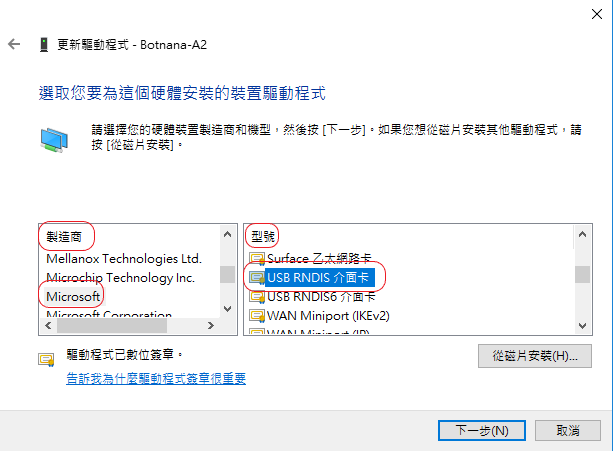 更新驅動程式 - Botnana-A2
選取您要為這個硬體安裝的裝置驅動程式
請選擇您的硬體裝置製造商和機型，然後按 [下一步]。如果您想從磁片安裝其他驅動程式，請
按 [從磁片安裝]。
製造商
Mellanox Technologies Ltd.
Microchip Technology Inc.
Microsoft
Microsoft Corporation
型號
Surface 乙太網路卡
USB RNDIS 介面卡
USB RNDIS6 介面卡
WAN Miniport (IKEv2)
WAN Miniport (IP)
驅動程式已數位簽章。
告訴我為什麼驅動程式簽章很重要
從磁片安裝(H)...
下一步(N)
取消